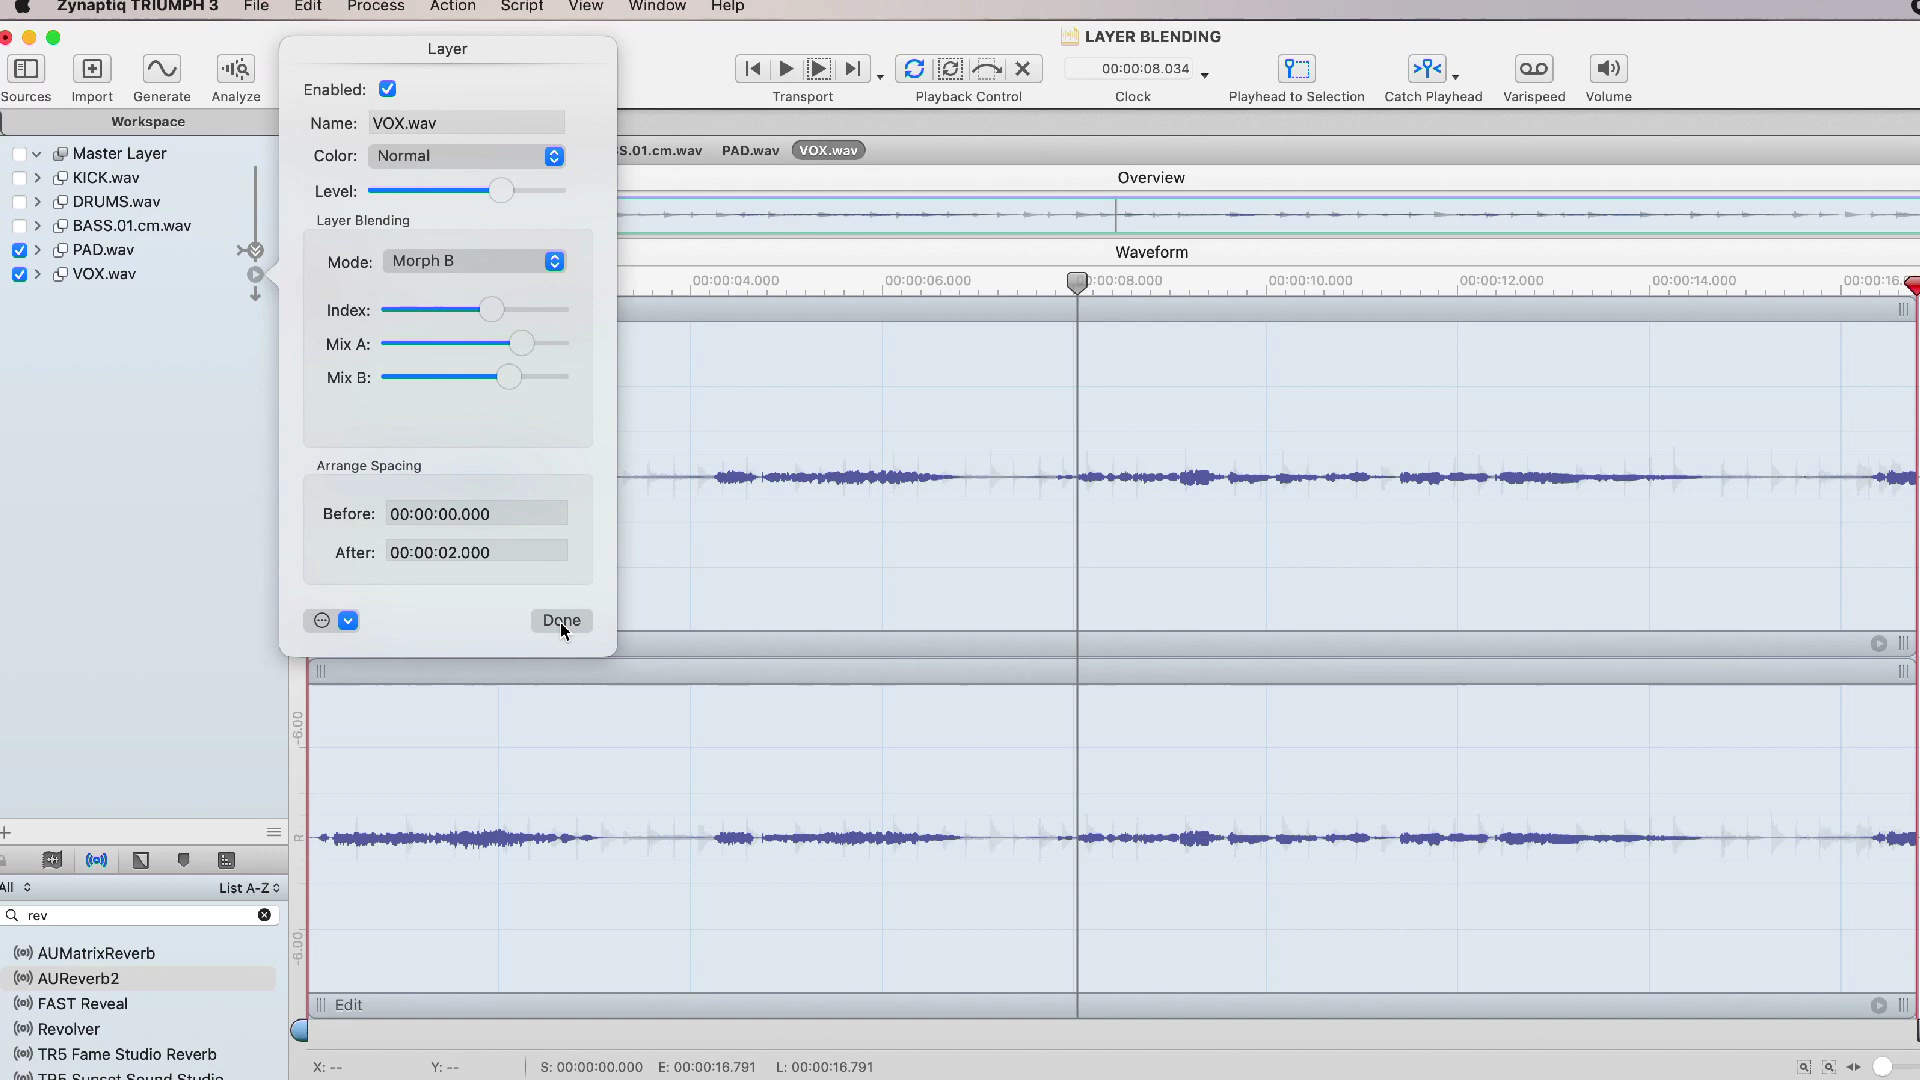 Zynaptiq TRIUMPH 3 File Edit Process Action Script View Window Help
LAYER BLENDING
Sources Import Generate Analyze
Transport Playback Control
00:00:08.034
Clock
Playhead to Selection Catch Playhead Varispeed Volume
Workspace
Master Layer
KICK.wav
DRUMS.wav
BASS.01.cm.wav
PAD.wav
VOX.wav
Layer
Enabled:
Name: VOX.wav
Color: Normal
Level:
Layer Blending
Mode: Morph B
Index:
Mix A:
Mix B:
Arrange Spacing
Before: 00:00:00.000
After: 00:00:02.000
Done
S.01.cm.wav PAD.wav VOX.wav
Overview
Waveform
00:00:04.000 00:00:06.000 00:00:08.000 00:00:10.000 00:00:12.000 00:00:14.000 00:00:16.
-6.00
R
-6.00
Edit
All List A-Z
rev
AUMatrixReverb
AUReverb2
FAST Reveal
Revolver
TR5 Fame Studio Reverb
TR5 Sunset Sound Studio
X: -- Y: -- S: 00:00:00.000 E: 00:00:16.791 L: 00:00:16.791